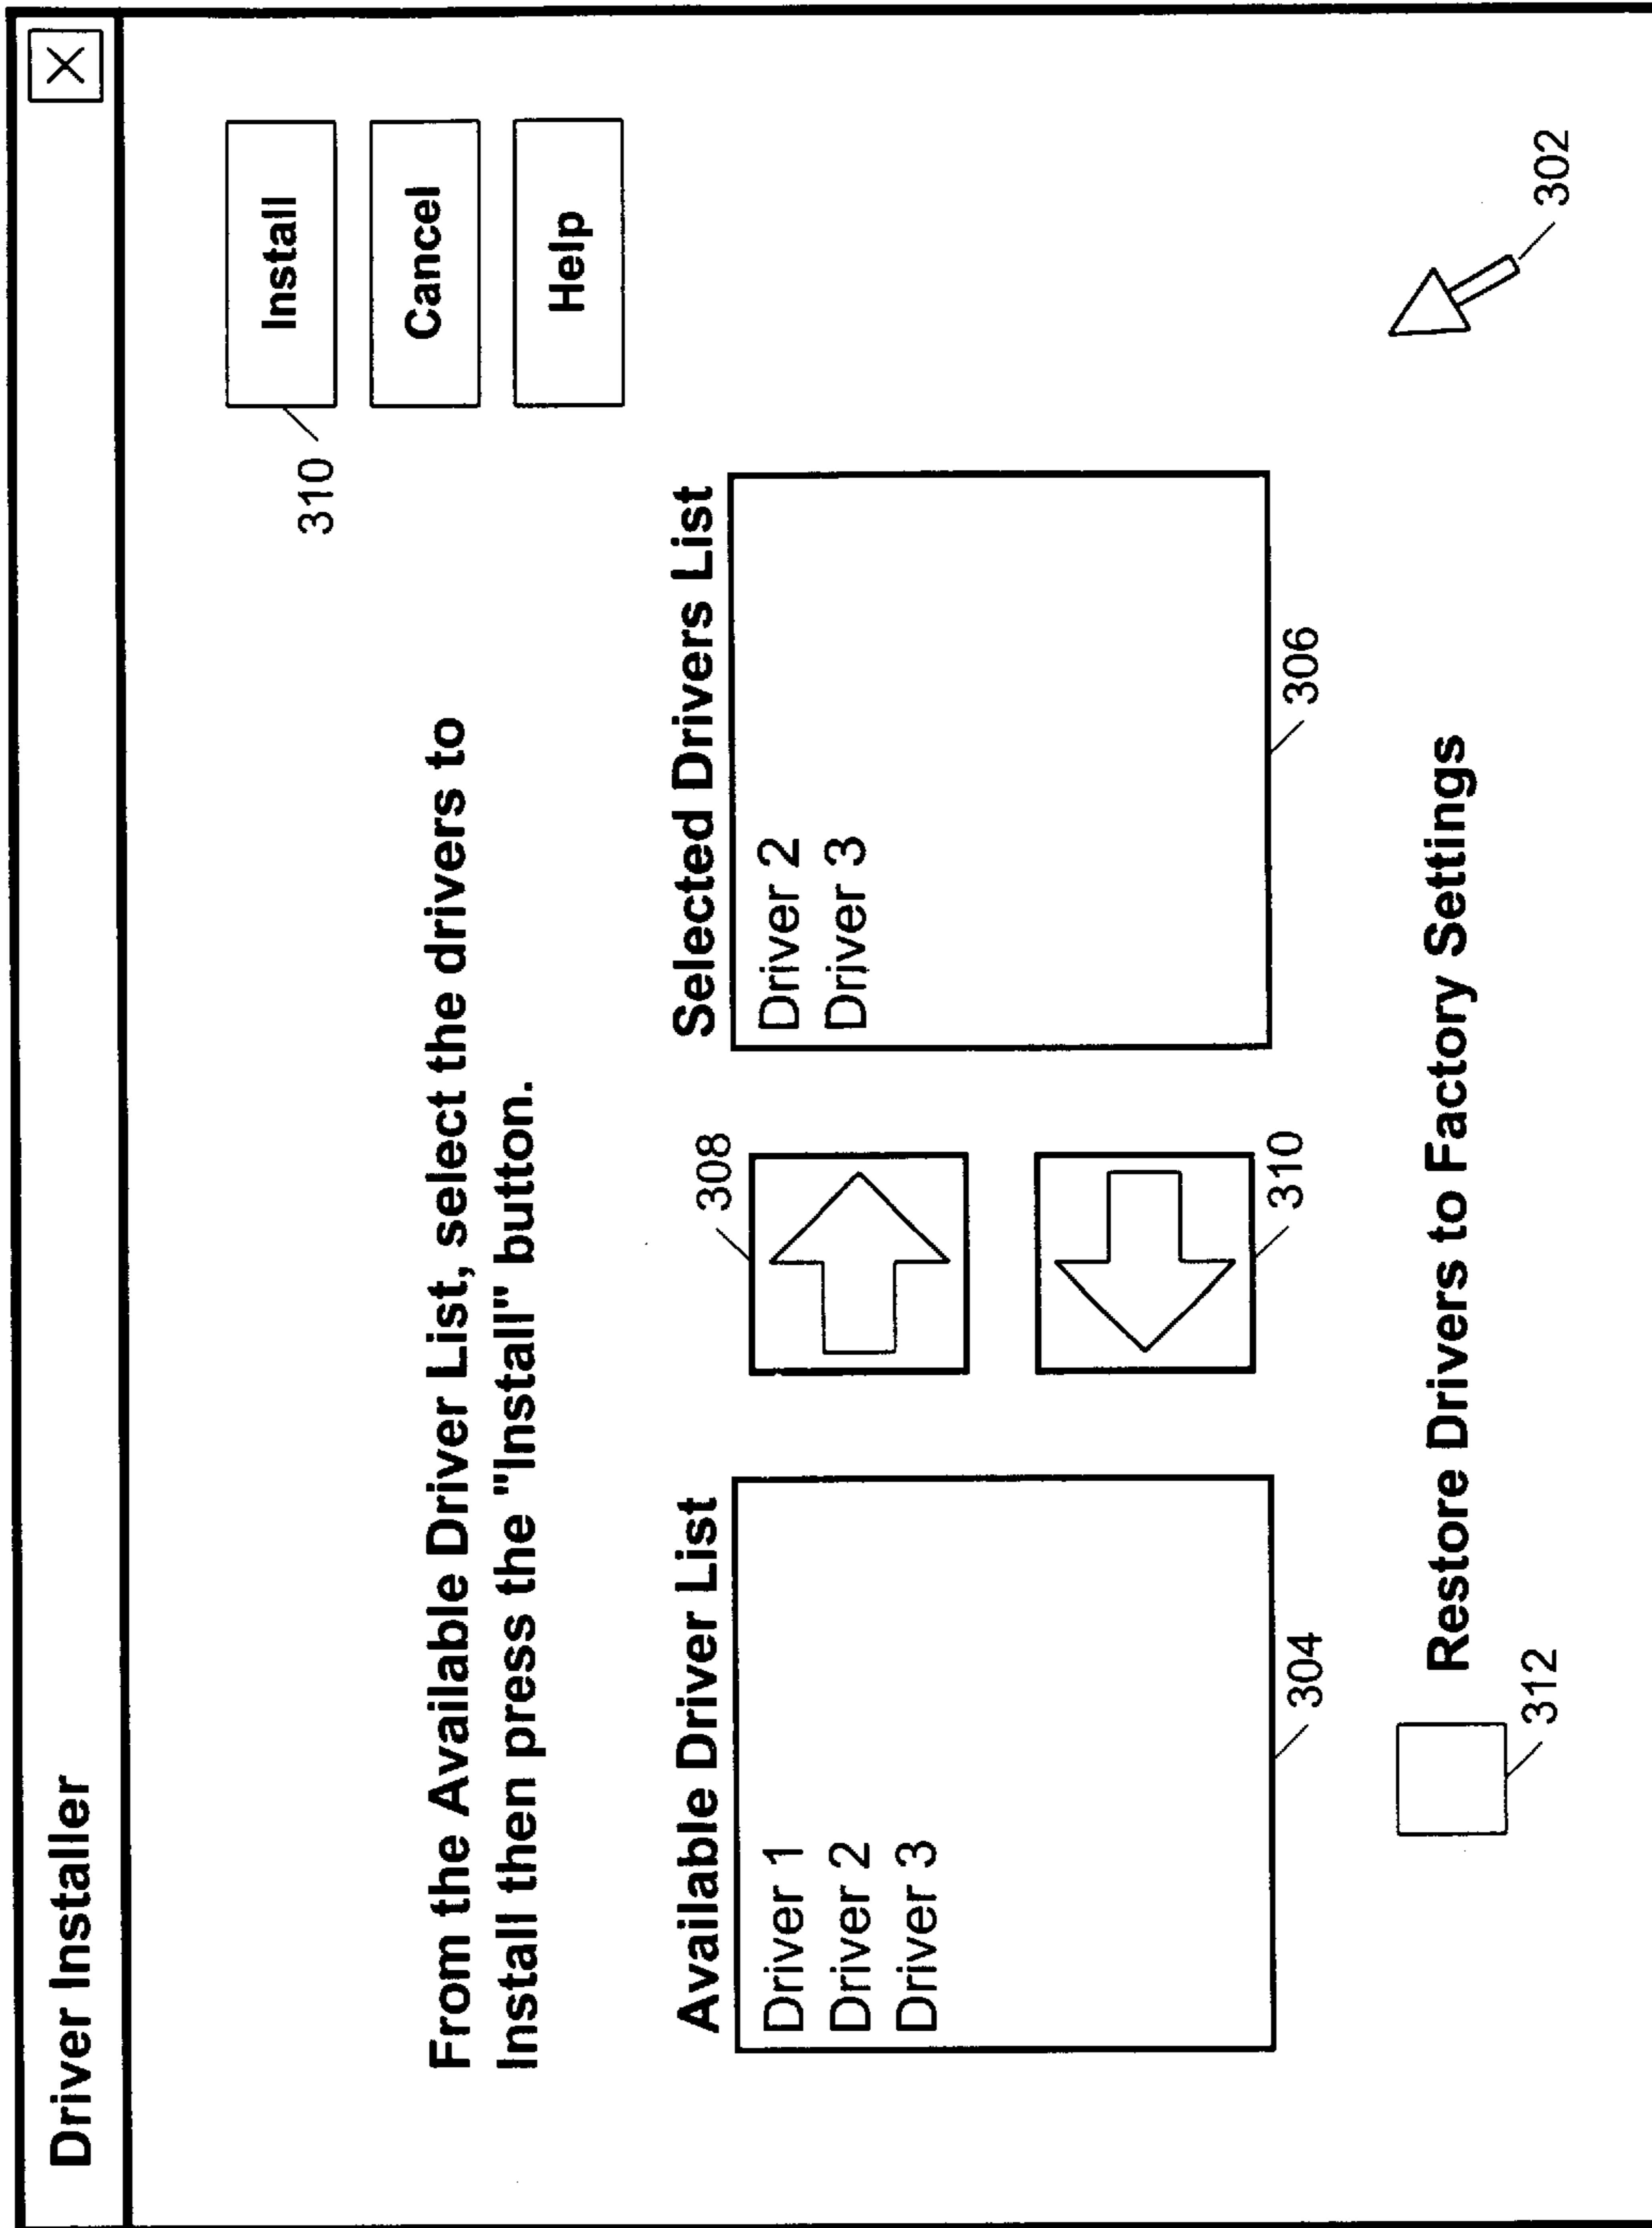 Driver Installer
X
Install
310
Cancel
Help
From the Available Driver List, select the drivers to
Install then press the "Install" button.
Available Driver List
Driver 1
Driver 2
Driver 3
304
308
310
Selected Drivers List
Driver 2
Driver 3
306
312
Restore Drivers to Factory Settings
302